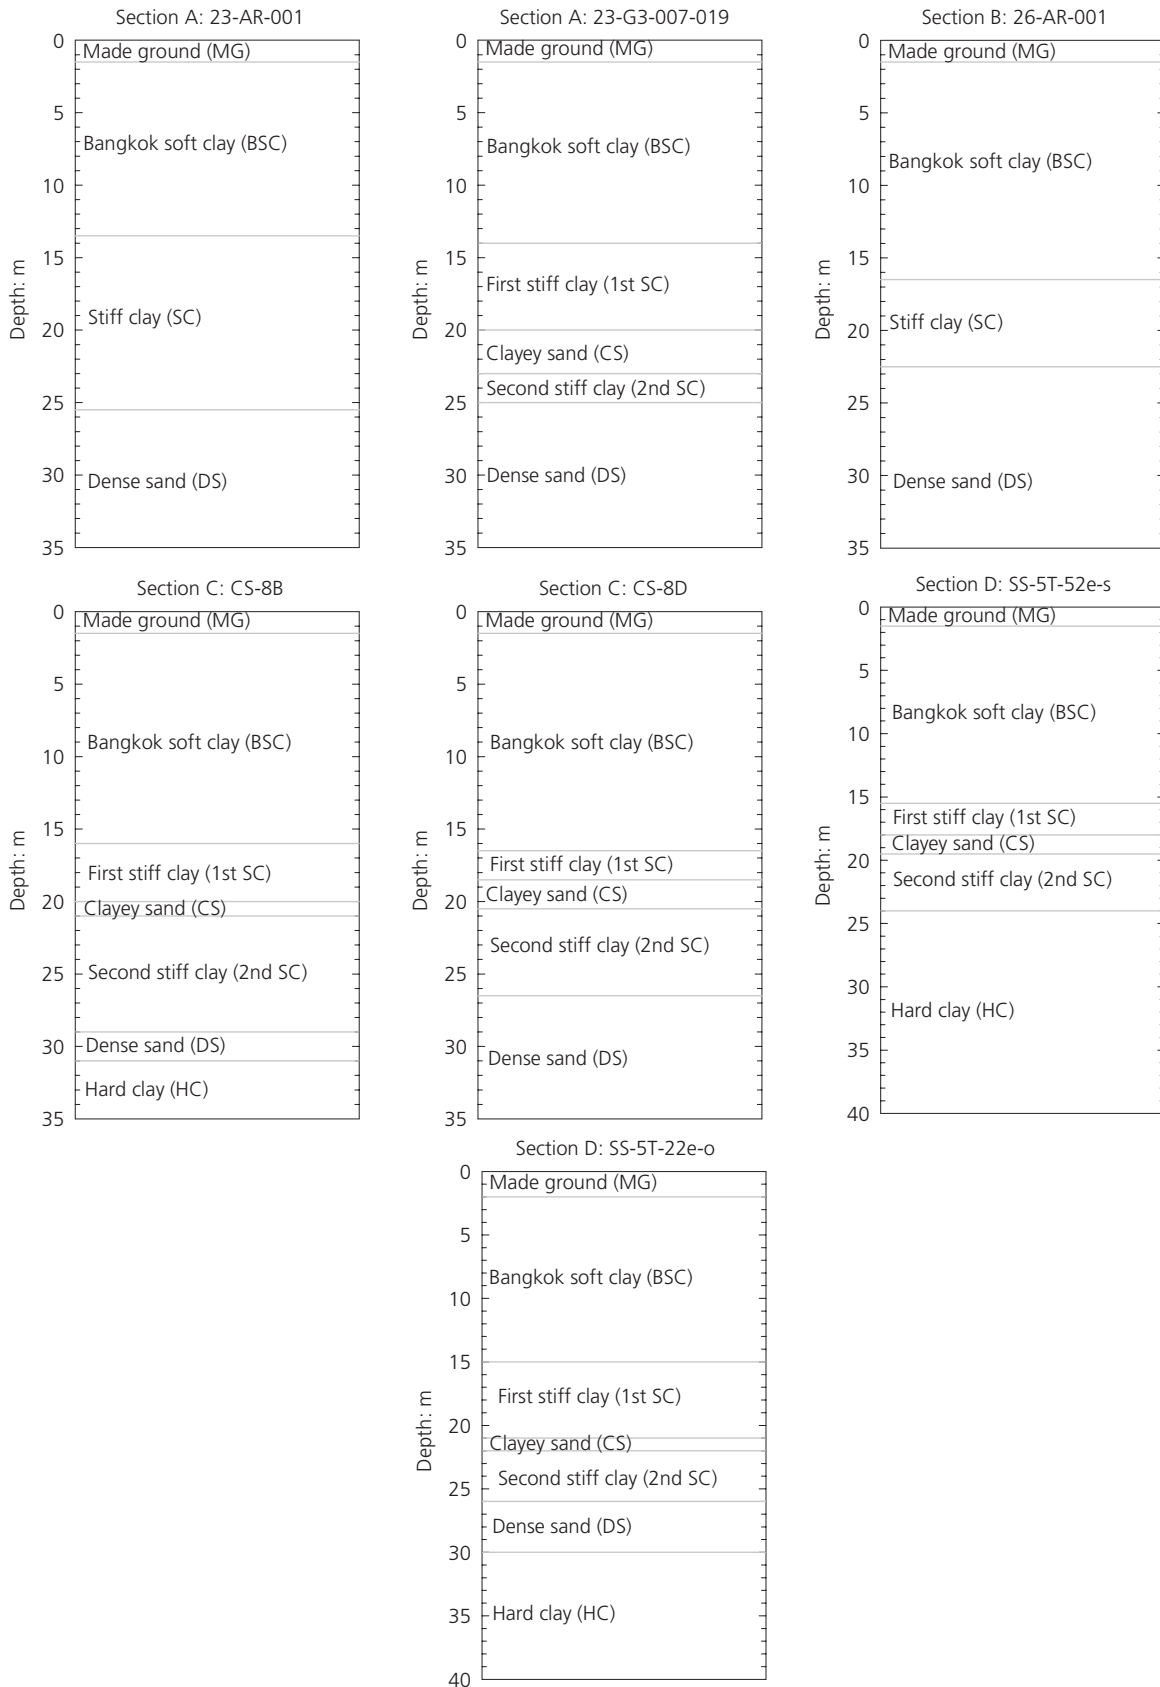 Section A: 23-AR-001
0
5
10
15
20
25
30
35
Depth: m
Made ground (MG)
Bangkok soft clay (BSC)
Stiff clay (SC)
Dense sand (DS)
Section A: 23-G3-007-019
0
5
10
15
20
25
30
35
Depth: m
Made ground (MG)
Bangkok soft clay (BSC)
First stiff clay (1st SC)
Clayey sand (CS)
Second stiff clay (2nd SC)
Dense sand (DS)
Section B: 26-AR-001
0
5
10
15
20
25
30
35
Depth: m
Made ground (MG)
Bangkok soft clay (BSC)
Stiff clay (SC)
Dense sand (DS)
Section C: CS-8B
0
5
10
15
20
25
30
35
Depth: m
Made ground (MG)
Bangkok soft clay (BSC)
First stiff clay (1st SC)
Clayey sand (CS)
Second stiff clay (2nd SC)
Dense sand (DS)
Hard clay (HC)
Section C: CS-8D
0
5
10
15
20
25
30
35
Depth: m
Made ground (MG)
Bangkok soft clay (BSC)
First stiff clay (1st SC)
Clayey sand (CS)
Second stiff clay (2nd SC)
Dense sand (DS)
Section D: SS-5T-52e-s
0
5
10
15
20
25
30
35
40
Depth: m
Made ground (MG)
Bangkok soft clay (BSC)
First stiff clay (1st SC)
Clayey sand (CS)
Second stiff clay (2nd SC)
Hard clay (HC)
Section D: SS-5T-22e-o
0
5
10
15
20
25
30
35
40
Depth: m
Made ground (MG)
Bangkok soft clay (BSC)
First stiff clay (1st SC)
Clayey sand (CS)
Second stiff clay (2nd SC)
Dense sand (DS)
Hard clay (HC)